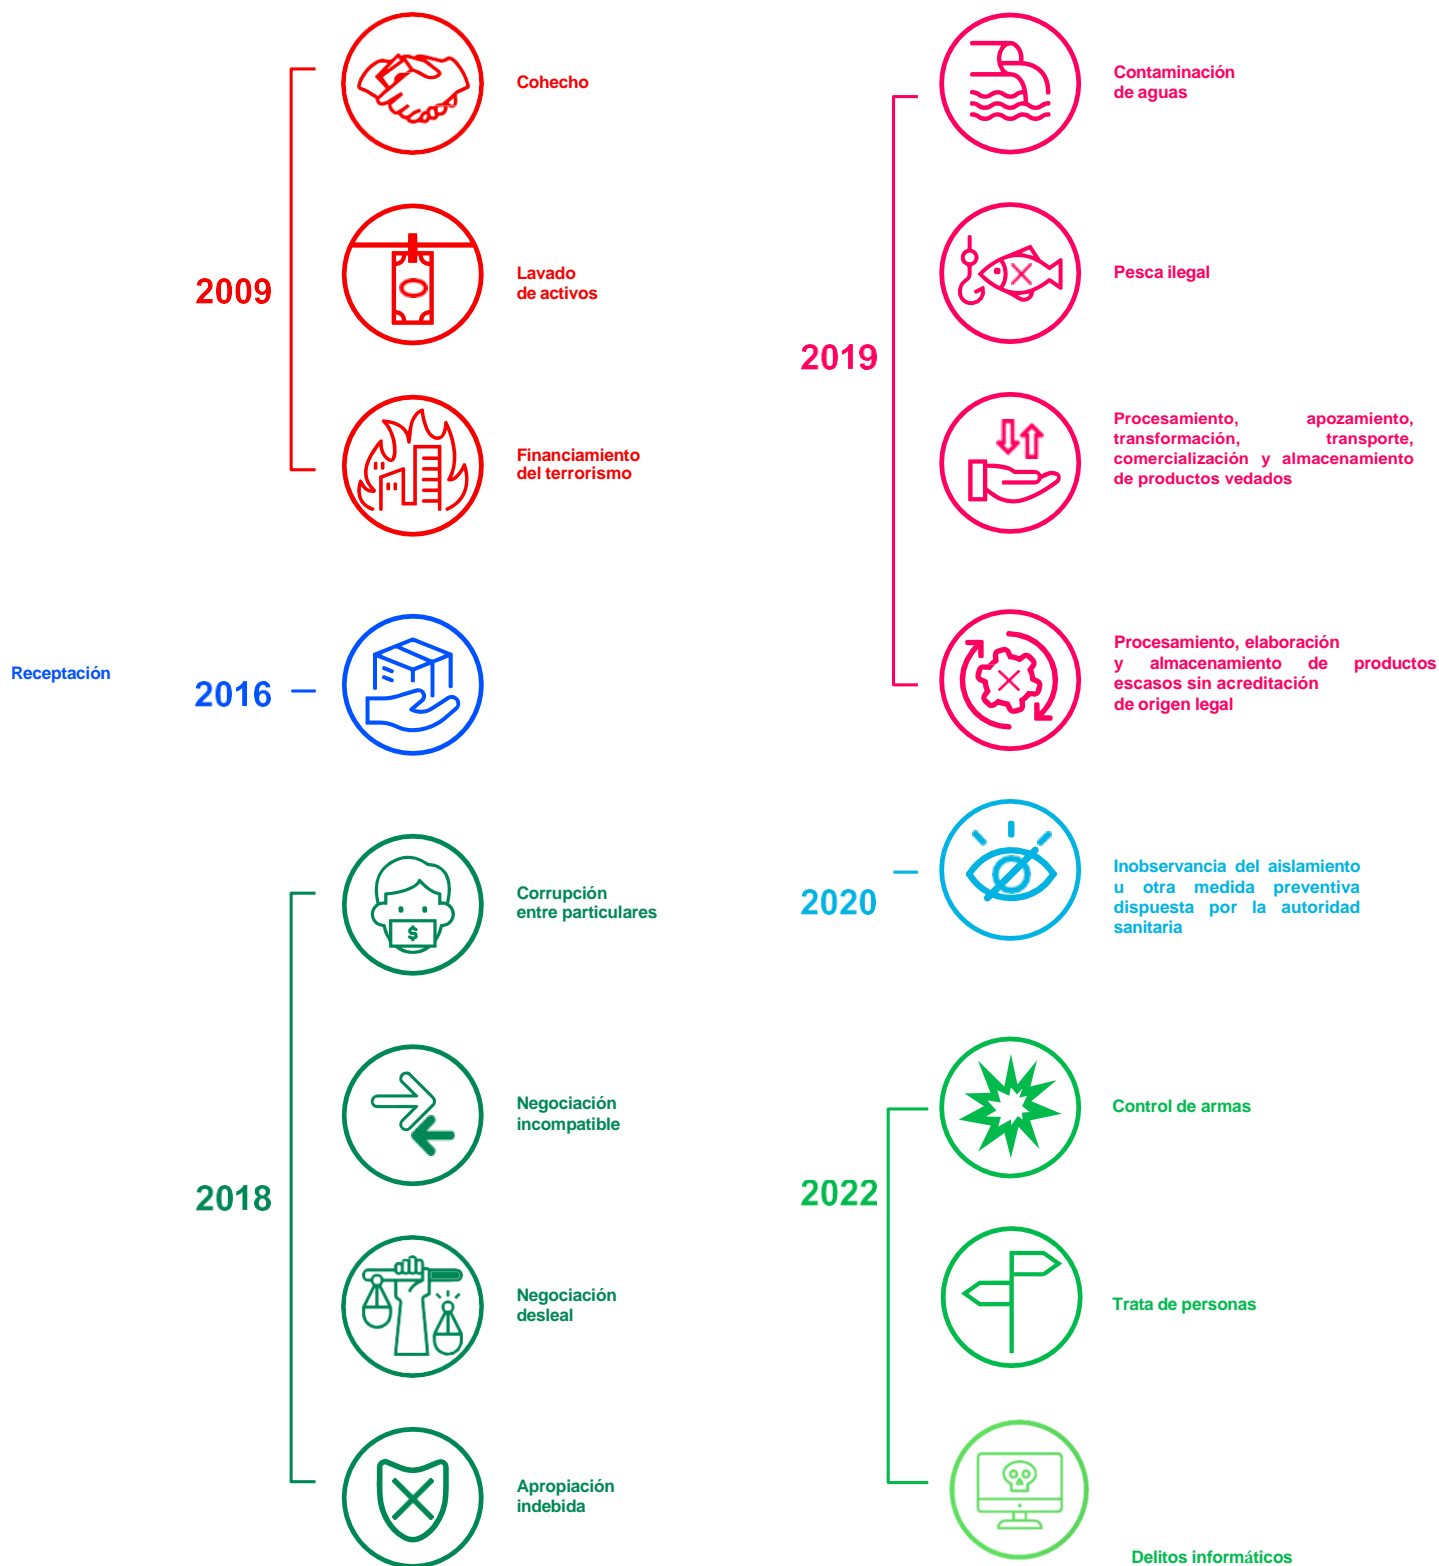 2009
Cohecho
Lavado
de activos
Financiamiento
del terrorismo
2016
Receptación
2018
Corrupción
entre particulares
$
Negociación
incompatible
Negociación
desleal
Apropiación
indebida
2019
Contaminación
de aguas
Pesca ilegal
Procesamiento, apozamiento,
transformación, transporte,
comercialización y almacenamiento
de productos vedados
Procesamiento, elaboración
y almacenamiento de productos
escasos sin acreditación
de origen legal
2020
Inobservancia del aislamiento
u otra medida preventiva
dispuesta por la autoridad
sanitaria
2022
Control de armas
Trata de personas
Delitos informáticos